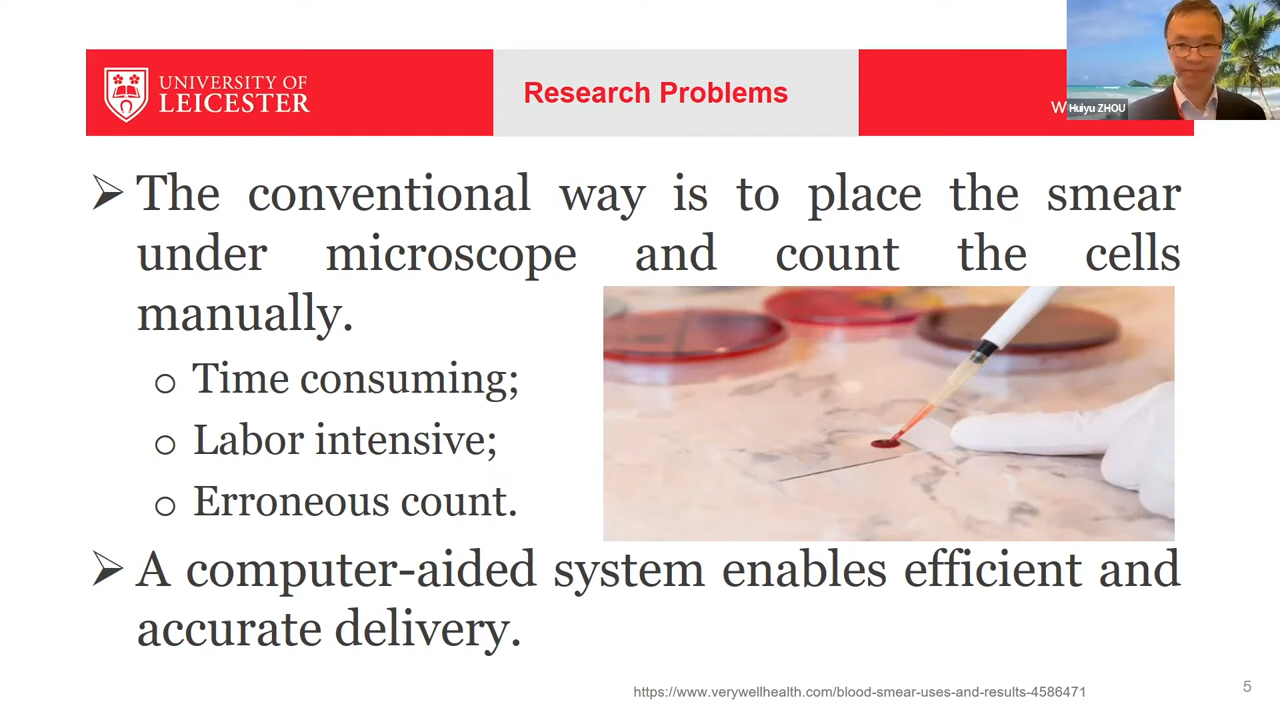 UNIVERSITY OF
LEICESTER
Research Problems
W
Huiyu ZHOU
➢ The conventional way is to place the smear
under microscope and count the cells
manually.
o Time consuming;
o Labor intensive;
o Erroneous count.
➢ A computer-aided system enables efficient and
accurate delivery.
https://www.verywellhealth.com/blood-smear-uses-and-results-4586471
5